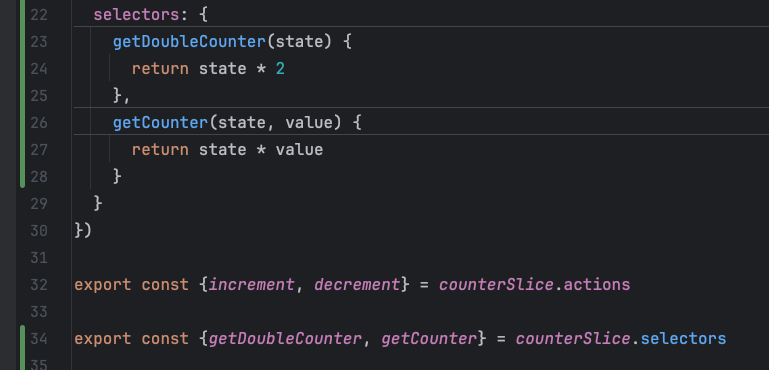 22 selectors: {
23 getDoubleCounter(state) {
24 return state * 2
25 },
26 getCounter(state, value) {
27 return state * value
28 }
29 }
30 })
31
32 export const {increment, decrement} = counterSlice.actions
33
34 export const {getDoubleCounter, getCounter} = counterSlice.selectors
35